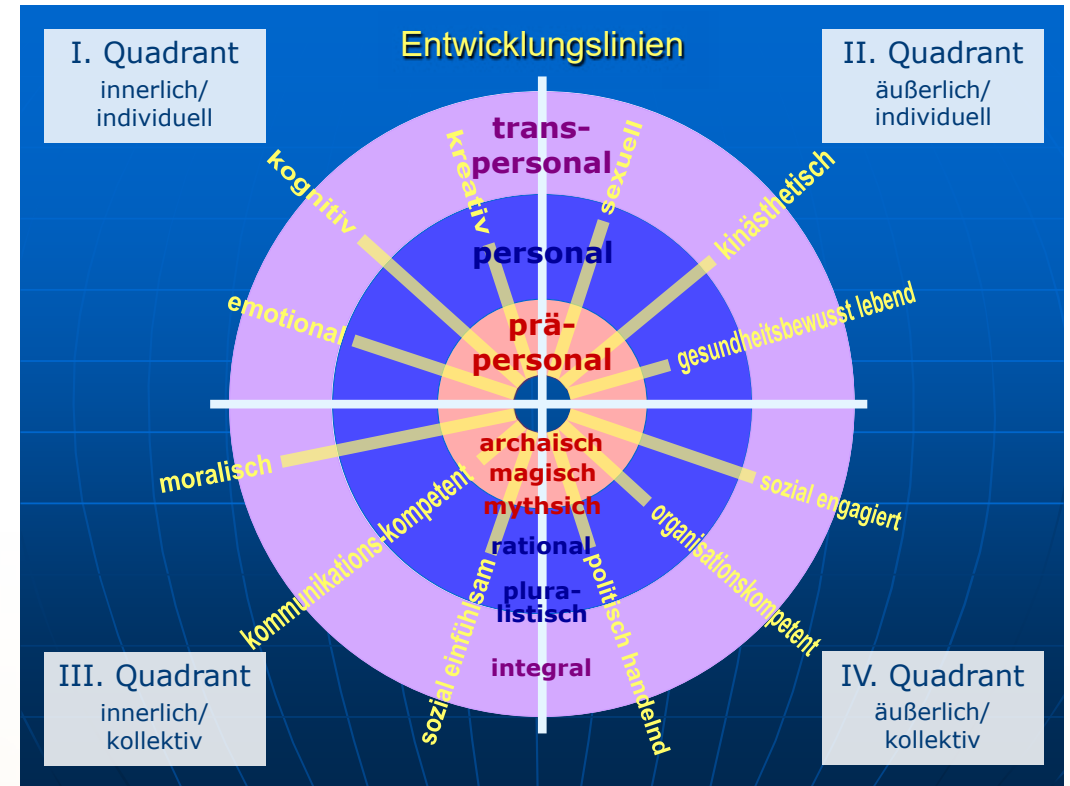 Entwicklungslinien
I. Quadrant
innerlich/
individuell
II. Quadrant
äußerlich/
individuell
trans-
personal
personal
prä-
personal
kognitiv
kreativ
sexuell
kinästhetisch
emotional
gesundheitsbewusst lebend
moralisch
kommunikations-kompetent
sozial einfühlsam
politisch handelnd
organisationskompetent
sozial engagiert
archaisch
magisch
mythsich
rational
plura-
listisch
integral
III. Quadrant
innerlich/
kollektiv
IV. Quadrant
äußerlich/
kollektiv